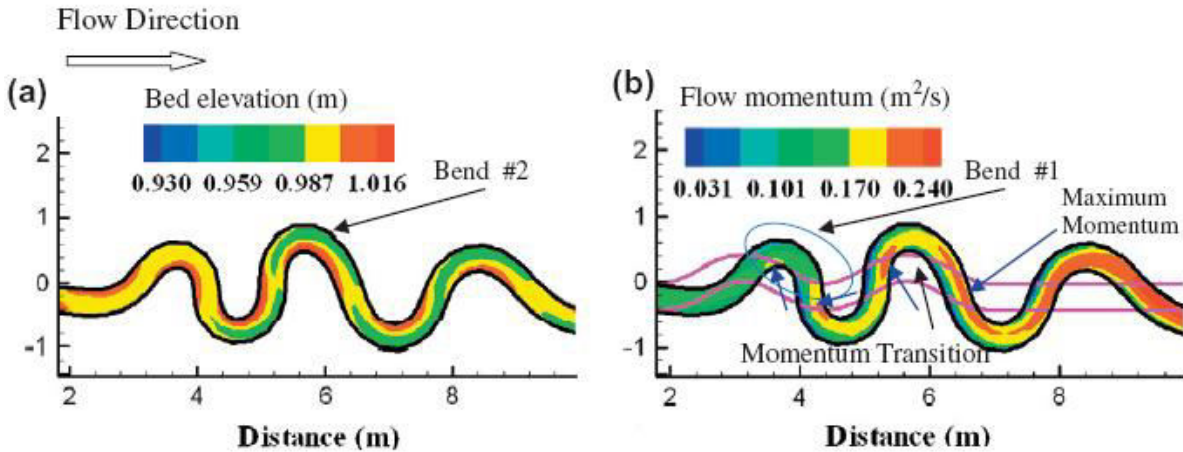 Flow Direction
(a)
Bed elevation (m)
0.930 0.959 0.987 1.016
Bend #2
2
1
0
-1
2 4 6 8
Distance (m)
(b)
Flow momentum (m²/s)
0.031 0.101 0.170 0.240
Bend #1
Maximum
Momentum
2
1
0
-1
Momentum Transition
2 4 6 8
Distance (m)